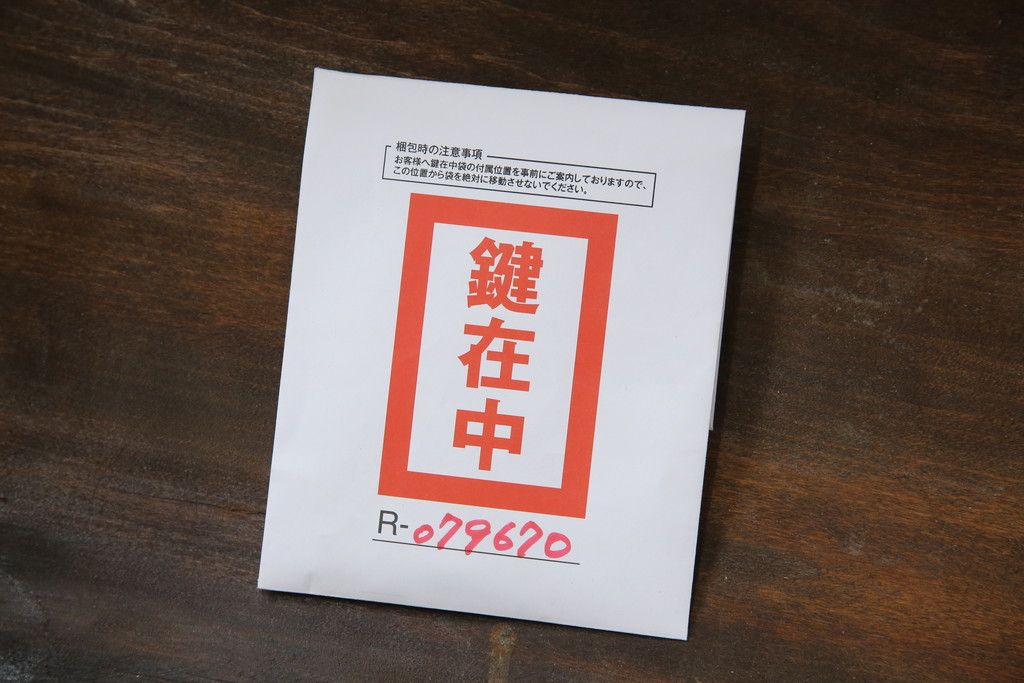 梱包時の注意事項
お客様へ鍵在中袋の付属位置を事前にご案内しておりますので、
この位置から袋を絶対に移動させないでください。
鍵在中
R-079670